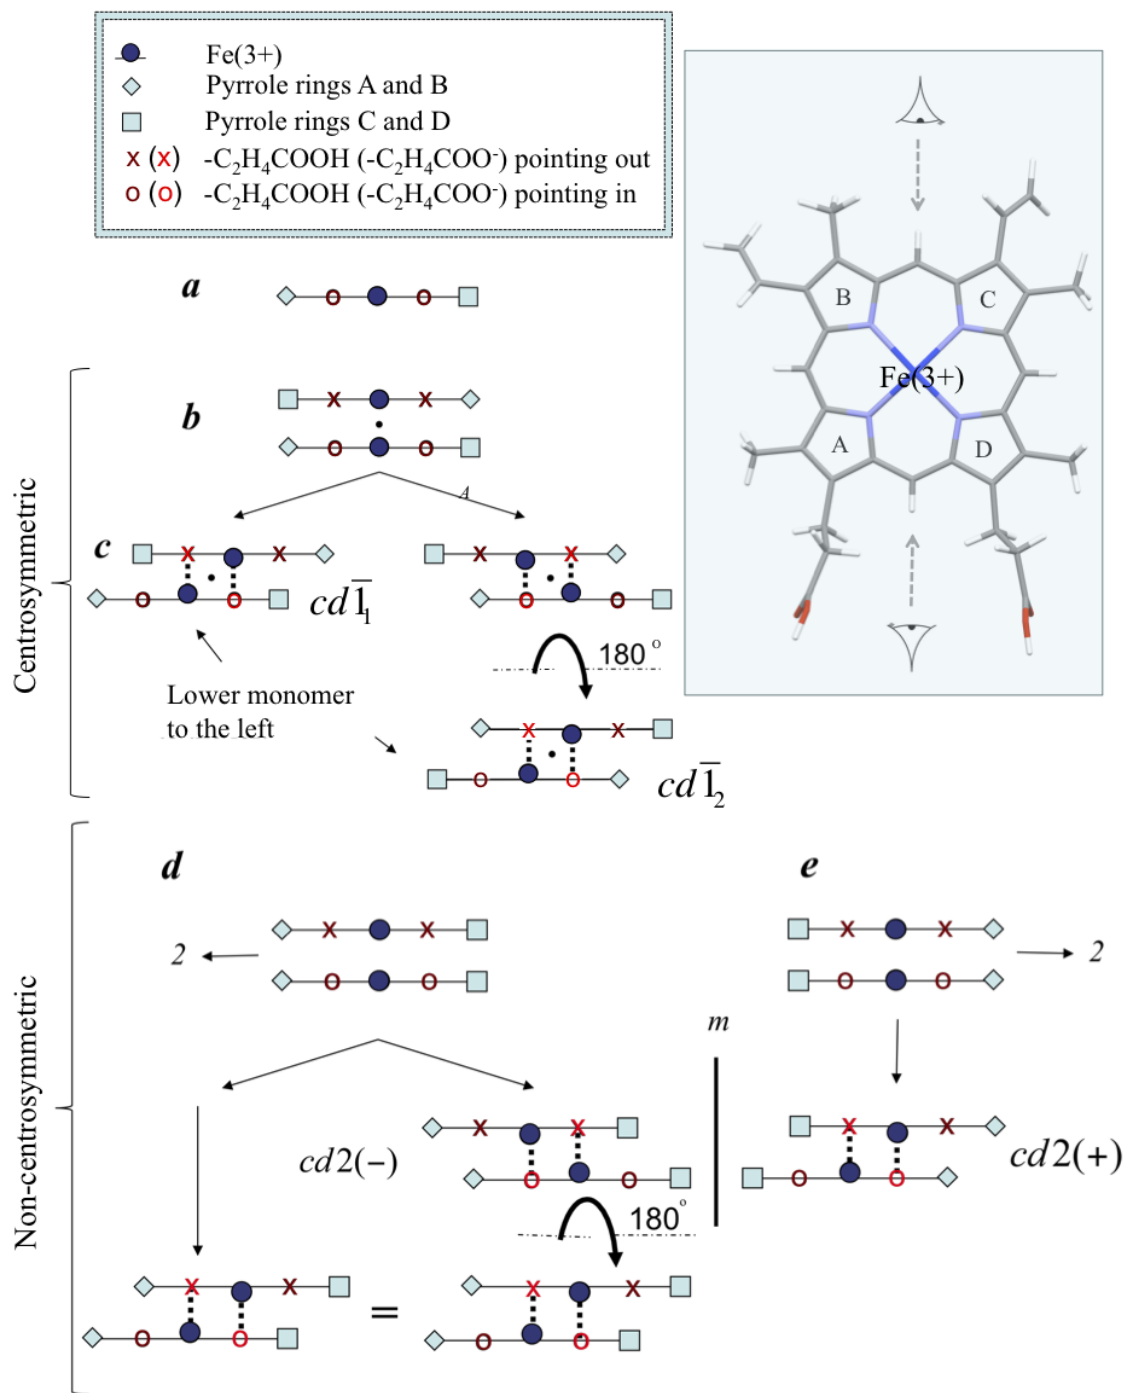 Fe(3+)
Pyrrole rings A and B
Pyrrole rings C and D
x (x) -C₂H₄COOH (-C₂H₄COO⁻) pointing out
o (o) -C₂H₄COOH (-C₂H₄COO⁻) pointing in
B C
Fe(3+)
A D
a
o o
Centrosymmetric
b
x x
o o
A
c
x x x x
o o o o
cd1̅₁
180°
Lower monomer
to the left
x x
o o
cd1̅₂
Non-centrosymmetric
d e
x x x x
2 2
o o o o
m
x x x x
cd2(−) cd2(+)
o o o o
180°
x x x x
=
o o o o